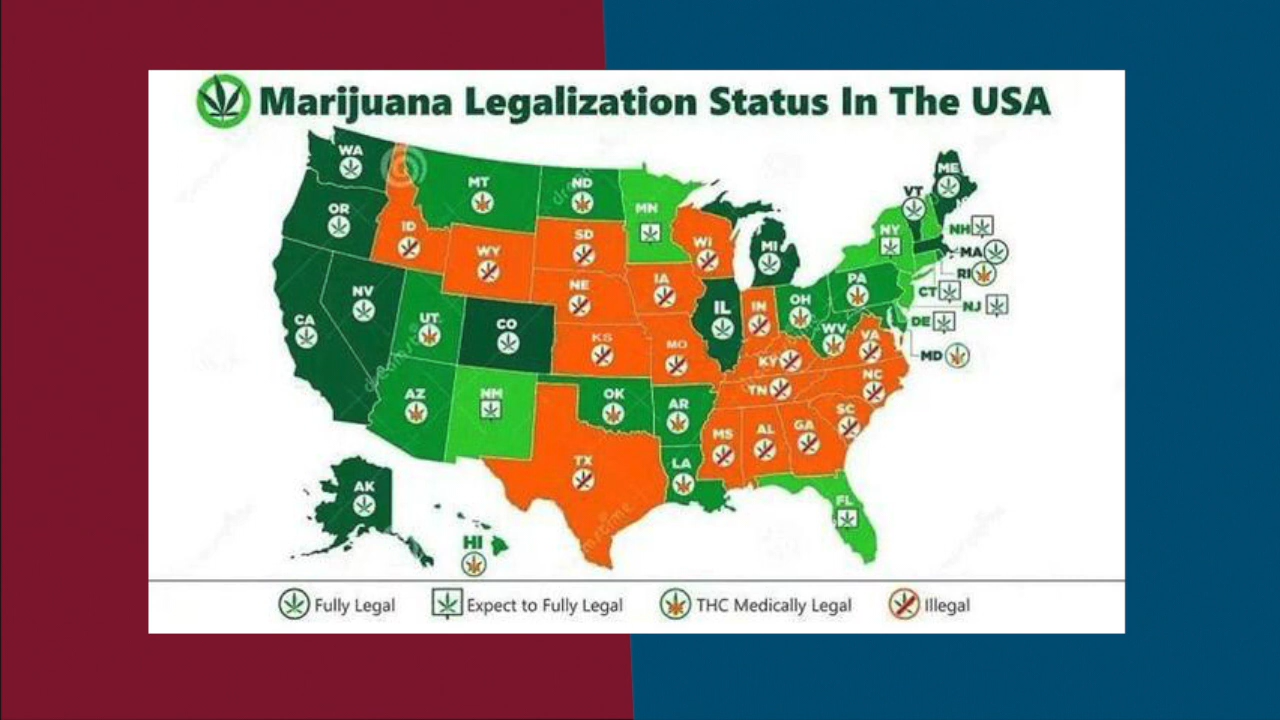 Marijuana Legalization Status In The USA
WA
MT
ND
MN
ME
VT
OR
ID
SD
WI
MI
NY
NH
WY
MA
RI
IA
PA
CT
NV
NE
IL
IN
OH
NJ
CA
UT
CO
DE
WV
VA
KS
MO
KY
MD
NC
TN
AZ
NM
OK
AR
SC
MS
AL
GA
TX
LA
AK
FL
HI
Fully Legal
Expect to Fully Legal
THC Medically Legal
Illegal